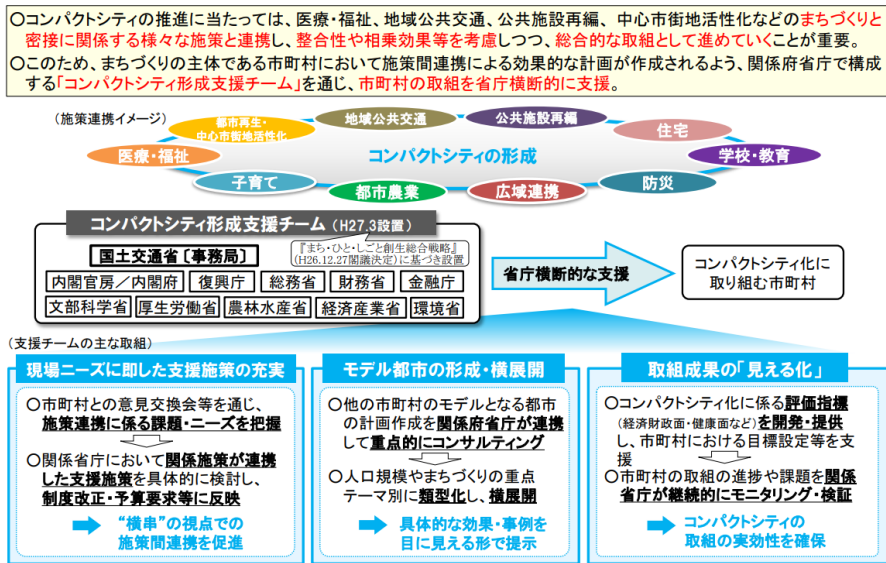 ○コンパクトシティの推進に当たっては、医療・福祉、地域公共交通、公共施設再編、中心市街地活性化などのまちづくりと
密接に関係する様々な施策と連携し、整合性や相乗効果等を考慮しつつ、総合的な取組として進めていくことが重要。
○このため、まちづくりの主体である市町村において施策間連携による効果的な計画が作成されるよう、関係府省庁で構成
する「コンパクトシティ形成支援チーム」を通じ、市町村の取組を省庁横断的に支援。
(施策連携イメージ)
都市再生・
中心市街地活性化
地域公共交通
公共施設再編
住宅
医療・福祉
コンパクトシティの形成
学校・教育
子育て
都市農業
広域連携
防災
コンパクトシティ形成支援チーム(H27.3設置)
国土交通省〔事務局〕
『まち・ひと・しごと創生総合戦略』
(H26.12.27閣議決定)に基づき設置
内閣官房/内閣府
復興庁
総務省
財務省
金融庁
文部科学省
厚生労働省
農林水産省
経済産業省
環境省
省庁横断的な支援
コンパクトシティ化に
取り組む市町村
(支援チームの主な取組)
現場ニーズに即した支援施策の充実
○市町村との意見交換会等を通じ、
施策連携に係る課題・ニーズを把握
○関係省庁において関係施策が連携
した支援施策を具体的に検討し、
制度改正・予算要求等に反映
“横串”の視点での
施策間連携を促進
モデル都市の形成・横展開
○他の市町村のモデルとなる都市
の計画作成を関係府省庁が連携
して重点的にコンサルティング
○人口規模やまちづくりの重点
テーマ別に類型化し、横展開
具体的な効果・事例を
目に見える形で提示
取組成果の「見える化」
○コンパクトシティ化に係る評価指標
(経済財政面・健康面など)を開発・提供
し、市町村における目標設定等を支
援
○市町村の取組の進捗や課題を関係
省庁が継続的にモニタリング・検証
コンパクトシティの
取組の実効性を確保